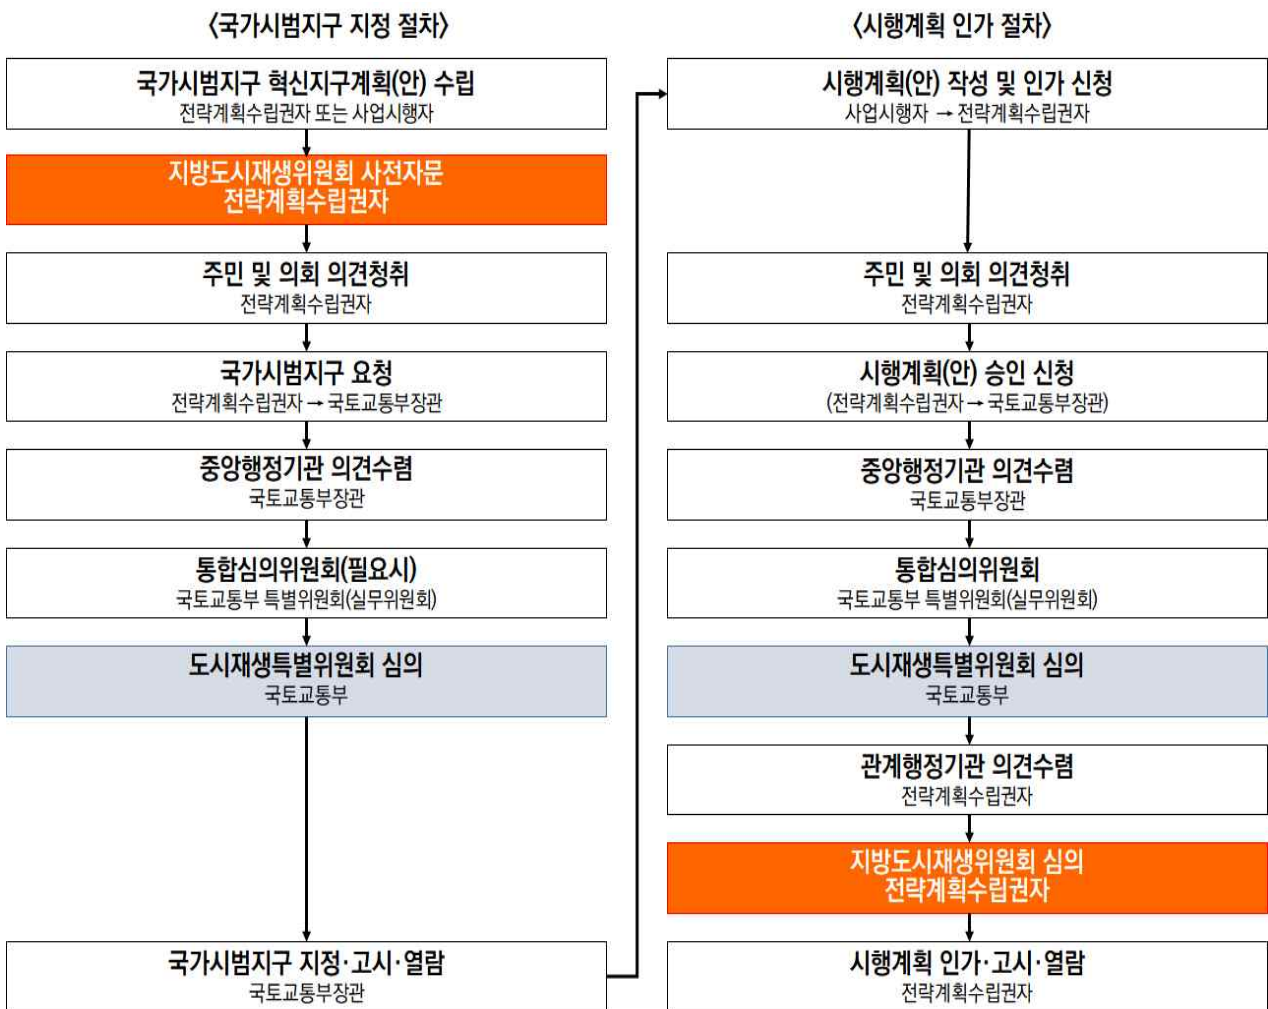 〈국가시범지구 지정 절차〉
국가시범지구 혁신지구계획(안) 수립
전략계획수립권자 또는 사업시행자
지방도시재생위원회 사전자문
전략계획수립권자
주민 및 의회 의견청취
전략계획수립권자
국가시범지구 요청
전략계획수립권자 → 국토교통부장관
중앙행정기관 의견수렴
국토교통부장관
통합심의위원회(필요시)
국토교통부 특별위원회(실무위원회)
도시재생특별위원회 심의
국토교통부
국가시범지구 지정·고시·열람
국토교통부장관
〈시행계획 인가 절차〉
시행계획(안) 작성 및 인가 신청
사업시행자 → 전략계획수립권자
주민 및 의회 의견청취
전략계획수립권자
시행계획(안) 승인 신청
(전략계획수립권자 → 국토교통부장관)
중앙행정기관 의견수렴
국토교통부장관
통합심의위원회
국토교통부 특별위원회(실무위원회)
도시재생특별위원회 심의
국토교통부
관계행정기관 의견수렴
전략계획수립권자
지방도시재생위원회 심의
전략계획수립권자
시행계획 인가·고시·열람
전략계획수립권자